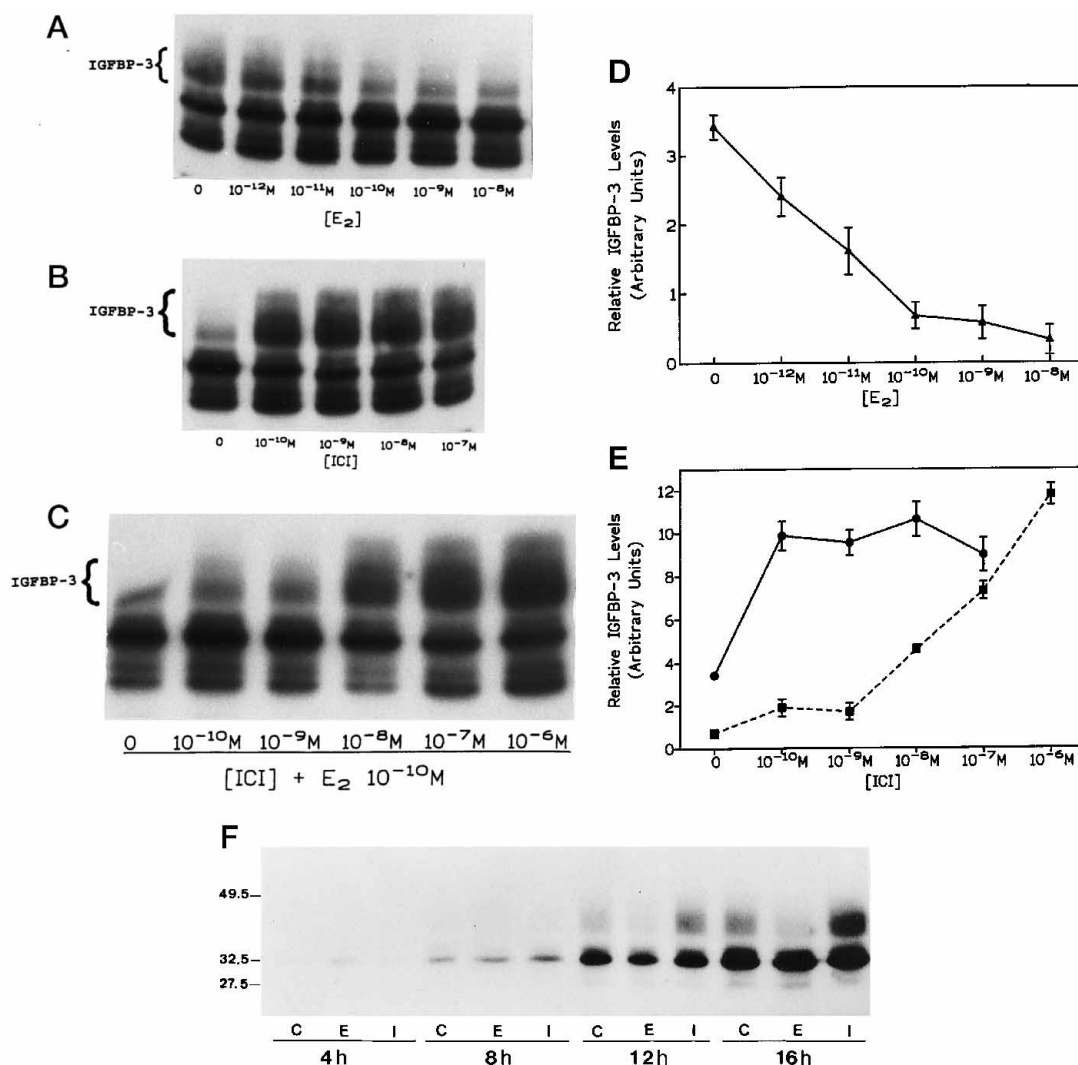 A
IGFBP-3
0 10⁻¹²M 10⁻¹¹M 10⁻¹⁰M 10⁻⁹M 10⁻⁸M
[E₂]
B
IGFBP-3
0 10⁻¹⁰M 10⁻⁹M 10⁻⁸M 10⁻⁷M
[ICI]
C
IGFBP-3
0 10⁻¹⁰M 10⁻⁹M 10⁻⁸M 10⁻⁷M 10⁻⁶M
[ICI] + E₂ 10⁻¹⁰M
D
Relative IGFBP-3 Levels
(Arbitrary Units)
4
3
2
1
0
0 10⁻¹²M 10⁻¹¹M 10⁻¹⁰M 10⁻⁹M 10⁻⁸M
[E₂]
E
Relative IGFBP-3 Levels
(Arbitrary Units)
12
10
8
6
4
2
0
0 10⁻¹⁰M 10⁻⁹M 10⁻⁸M 10⁻⁷M 10⁻⁶M
[ICI]
F
49.5
32.5
27.5
C E I C E I C E I C E I
4h 8h 12h 16h